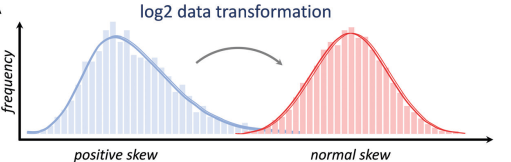 log2 data transformation
frequency
positive skew
normal skew